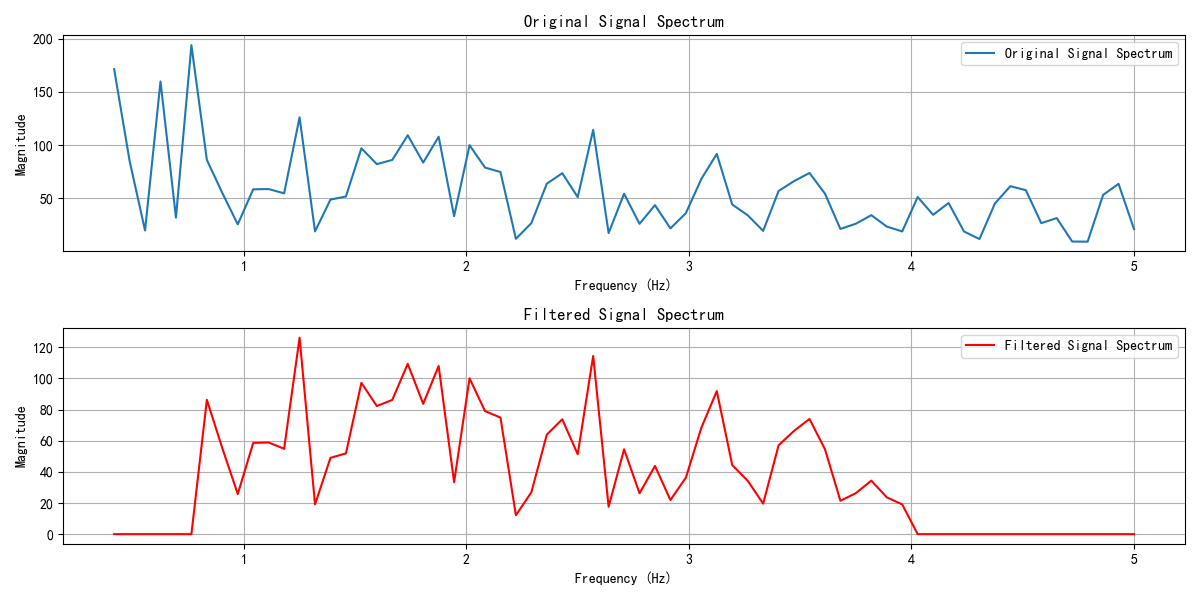 Original Signal Spectrum
200
150
100
50
Magnitude
Original Signal Spectrum
1 2 3 4 5
Frequency (Hz)
Filtered Signal Spectrum
120
100
80
60
40
20
0
Magnitude
Filtered Signal Spectrum
1 2 3 4 5
Frequency (Hz)